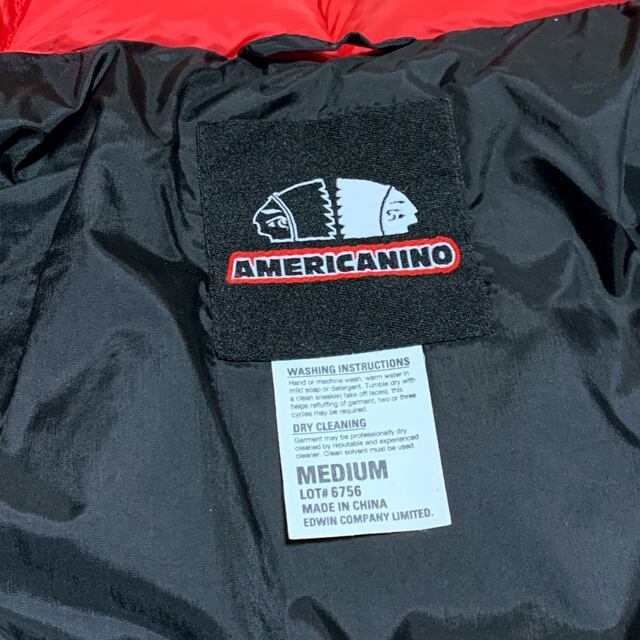 AMERICANINO
WASHING INSTRUCTIONS
Hand or machine wash, warm water in
mild soap or detergent. Tumble dry with
a clean sneaker( take off laces), this
helps refluffing of garment, two or three
cycles may be required.
DRY CLEANING
Garment may be professionally dry
cleaned by reputable and experienced
cleaner. Clean solvent must be used.
MEDIUM
LOT# 6756
MADE IN CHINA
EDWIN COMPANY LIMITED.